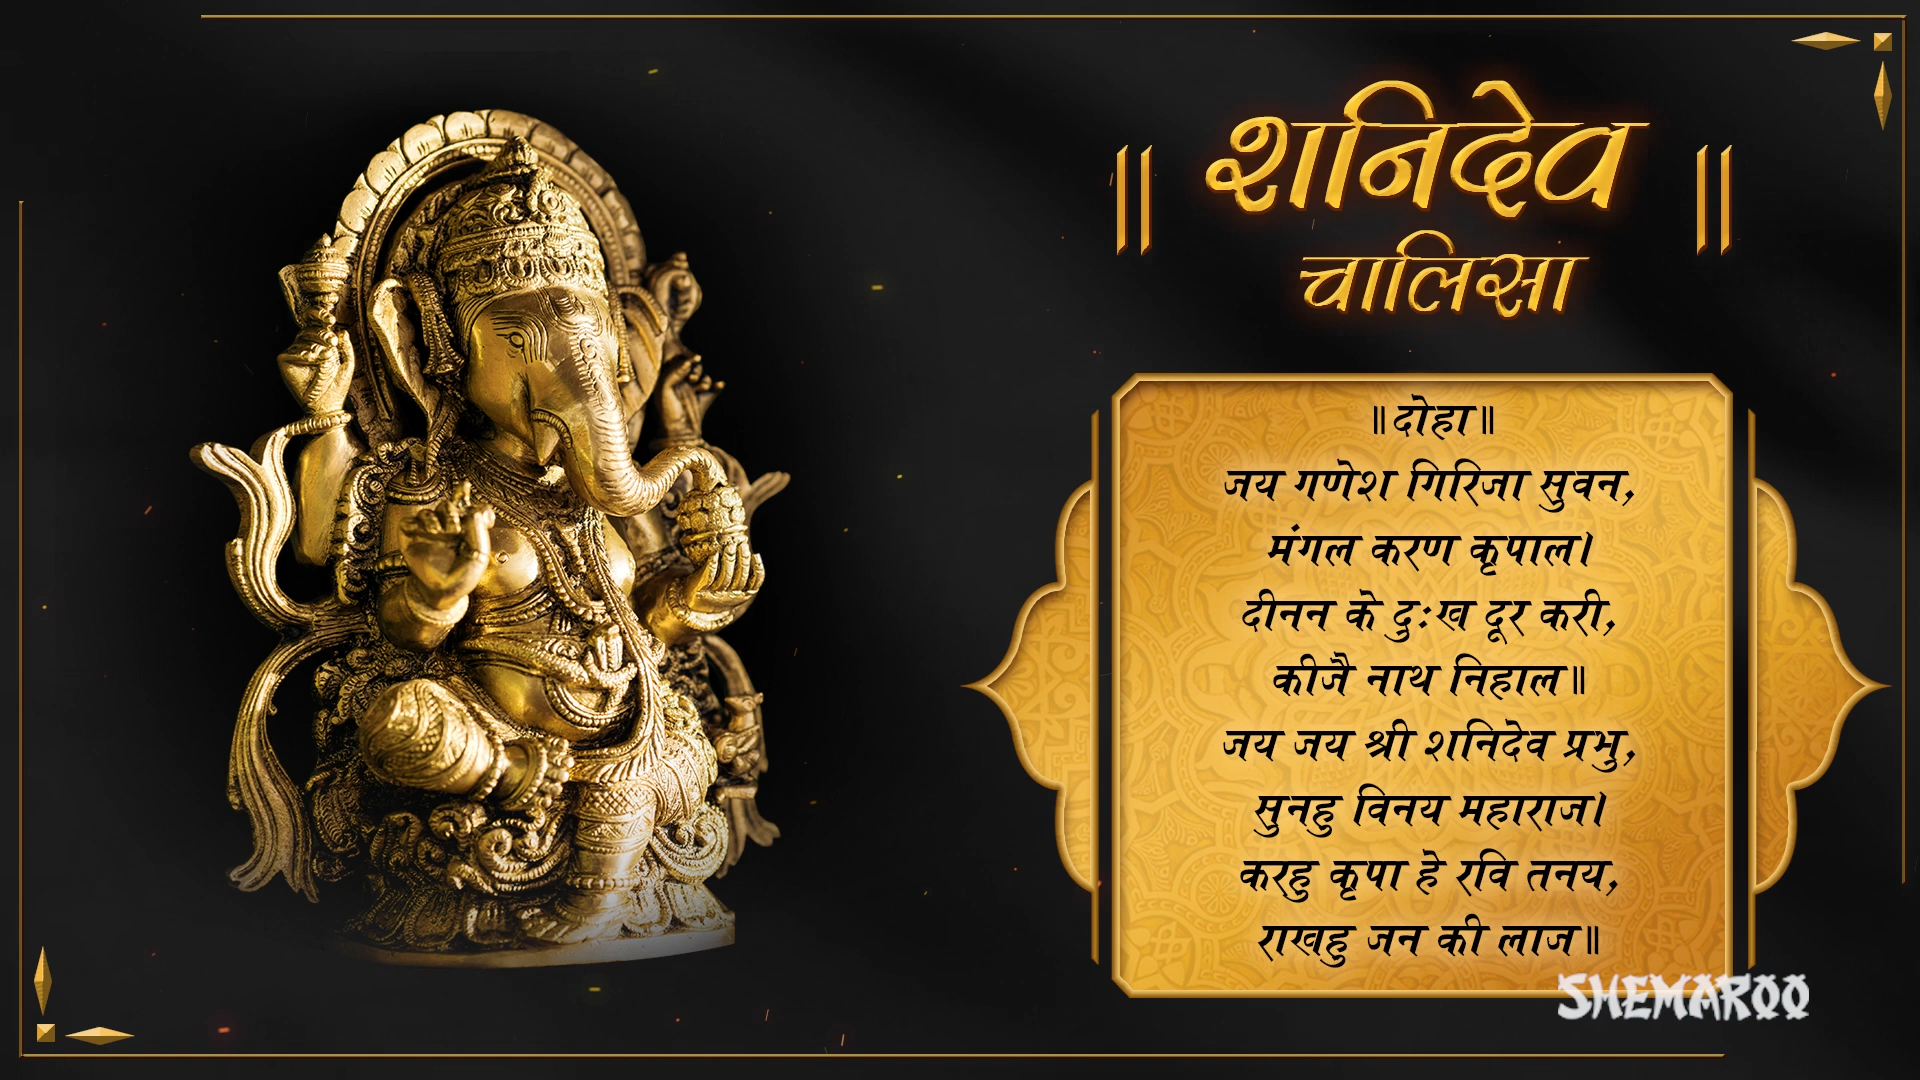 ॥ शनिदेव ॥
चालिसा
॥दोहा॥
जय गणेश गिरिजा सुवन,
मंगल करण कृपाल।
दीनन के दुःख दूर करी,
कीजै नाथ निहाल॥
जय जय श्री शनिदेव प्रभु,
सुनहु विनय महाराज।
करहु कृपा हे रवि तनय,
राखहु जन की लाज॥
SHEMAROO